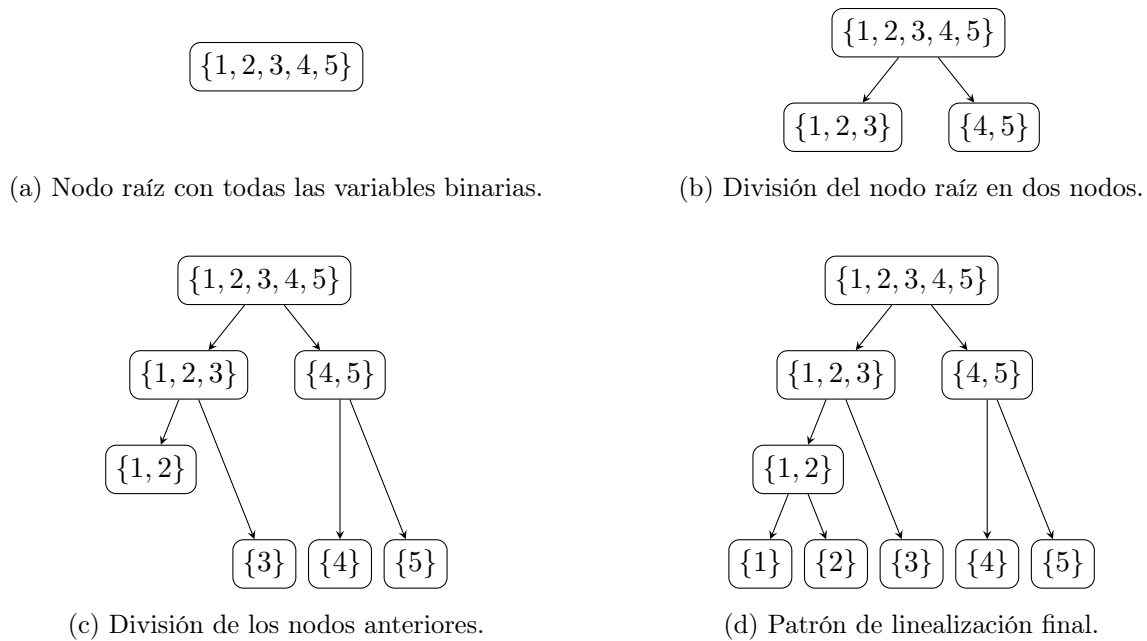 {1, 2, 3, 4, 5}
(a) Nodo raíz con todas las variables binarias.
{1, 2, 3, 4, 5}
{1, 2, 3} {4, 5}
(b) División del nodo raíz en dos nodos.
{1, 2, 3, 4, 5}
{1, 2, 3} {4, 5}
{1, 2}
{3} {4} {5}
(c) División de los nodos anteriores.
{1, 2, 3, 4, 5}
{1, 2, 3} {4, 5}
{1, 2}
{1} {2} {3} {4} {5}
(d) Patrón de linealización final.